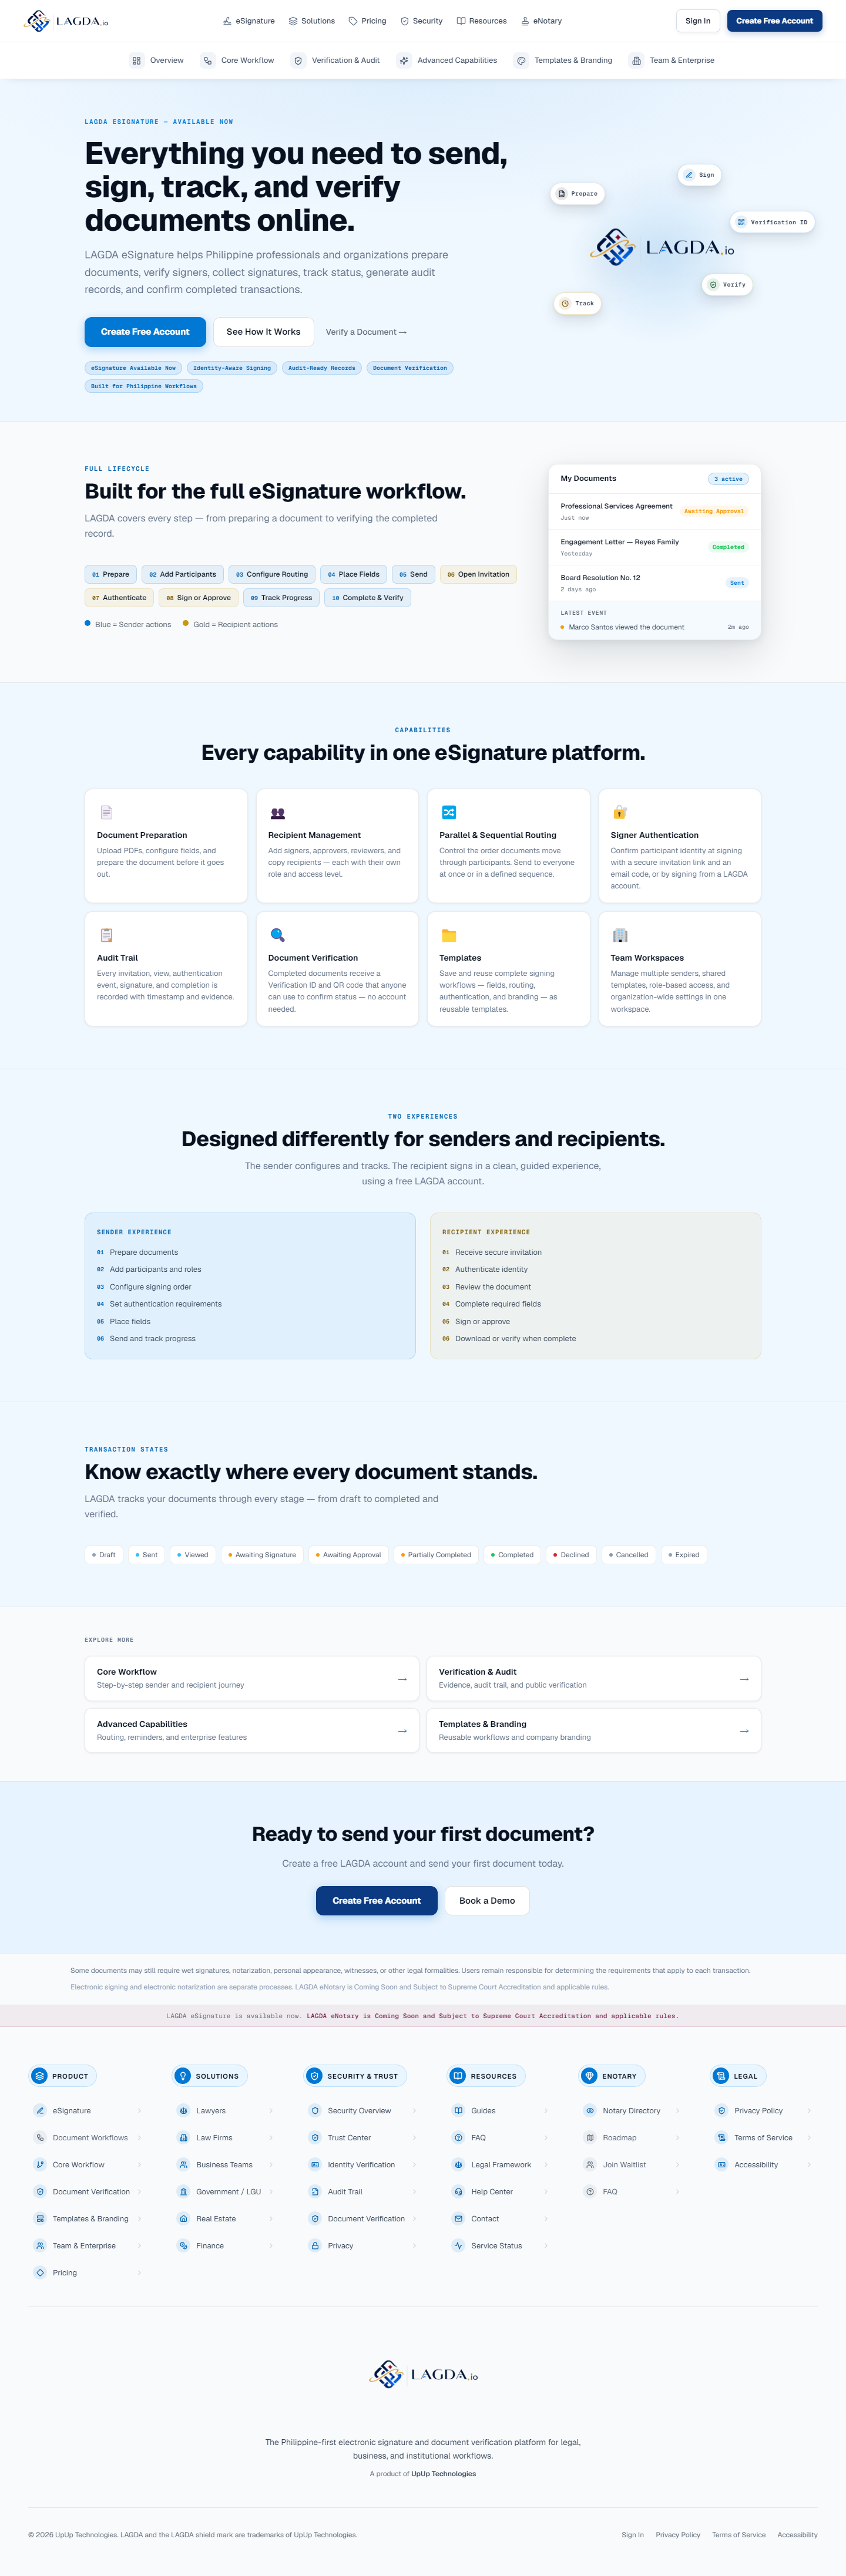 LAGDA.io
eSignature
Solutions
Pricing
Security
Resources
eNotary
Sign In
Create Free Account
Overview
Core Workflow
Verification & Audit
Advanced Capabilities
Templates & Branding
Team & Enterprise
LAGDA ESIGNATURE — AVAILABLE NOW
Everything you need to send,
sign, track, and verify
documents online.
LAGDA eSignature helps Philippine professionals and organizations prepare
documents, verify signers, collect signatures, track status, generate audit
records, and confirm completed transactions.
Create Free Account
See How It Works
Verify a Document →
eSignature Available Now
Identity-Aware Signing
Audit-Ready Records
Document Verification
Built for Philippine Workflows
Prepare
Sign
Verification ID
LAGDA.io
Verify
Track
FULL LIFECYCLE
Built for the full eSignature workflow.
LAGDA covers every step — from preparing a document to verifying the completed
record.
01 Prepare
02 Add Participants
03 Configure Routing
04 Place Fields
05 Send
06 Open Invitation
07 Authenticate
08 Sign or Approve
09 Track Progress
10 Complete & Verify
Blue = Sender actions
Gold = Recipient actions
My Documents
3 active
Professional Services Agreement
Just now
Awaiting Approval
Engagement Letter — Reyes Family
Yesterday
Completed
Board Resolution No. 12
2 days ago
Sent
LATEST EVENT
Marco Santos viewed the document
2m ago
CAPABILITIES
Every capability in one eSignature platform.
Document Preparation
Upload PDFs, configure fields, and
prepare the document before it goes
out.
Recipient Management
Add signers, approvers, reviewers, and
copy recipients — each with their own
role and access level.
Parallel & Sequential Routing
Control the order documents move
through participants. Send to everyone
at once or in a defined sequence.
Signer Authentication
Confirm participant identity at signing
with a secure invitation link and an
email code, or by signing from a LAGDA
account.
Audit Trail
Every invitation, view, authentication
event, signature, and completion is
recorded with timestamp and evidence.
Document Verification
Completed documents receive a
Verification ID and QR code that anyone
can use to confirm status — no account
needed.
Templates
Save and reuse complete signing
workflows — fields, routing,
authentication, and branding — as
reusable templates.
Team Workspaces
Manage multiple senders, shared
templates, role-based access, and
organization-wide settings in one
workspace.
TWO EXPERIENCES
Designed differently for senders and recipients.
The sender configures and tracks. The recipient signs in a clean, guided experience,
using a free LAGDA account.
SENDER EXPERIENCE
01 Prepare documents
02 Add participants and roles
03 Configure signing order
04 Set authentication requirements
05 Place fields
06 Send and track progress
RECIPIENT EXPERIENCE
01 Receive secure invitation
02 Authenticate identity
03 Review the document
04 Complete required fields
05 Sign or approve
06 Download or verify when complete
TRANSACTION STATES
Know exactly where every document stands.
LAGDA tracks your documents through every stage — from draft to completed and
verified.
Draft
Sent
Viewed
Awaiting Signature
Awaiting Approval
Partially Completed
Completed
Declined
Cancelled
Expired
EXPLORE MORE
Core Workflow
Step-by-step sender and recipient journey
→
Verification & Audit
Evidence, audit trail, and public verification
→
Advanced Capabilities
Routing, reminders, and enterprise features
→
Templates & Branding
Reusable workflows and company branding
→
Ready to send your first document?
Create a free LAGDA account and send your first document today.
Create Free Account
Book a Demo
Some documents may still require wet signatures, notarization, personal appearance, witnesses, or other legal formalities. Users remain responsible for determining the requirements that apply to each transaction.
Electronic signing and electronic notarization are separate processes. LAGDA eNotary is Coming Soon and Subject to Supreme Court Accreditation and applicable rules.
LAGDA eSignature is available now. LAGDA eNotary is Coming Soon and Subject to Supreme Court Accreditation and applicable rules.
PRODUCT
eSignature
Document Workflows
Core Workflow
Document Verification
Templates & Branding
Team & Enterprise
Pricing
SOLUTIONS
Lawyers
Law Firms
Business Teams
Government / LGU
Real Estate
Finance
SECURITY & TRUST
Security Overview
Trust Center
Identity Verification
Audit Trail
Document Verification
Privacy
RESOURCES
Guides
FAQ
Legal Framework
Help Center
Contact
Service Status
ENOTARY
Notary Directory
Roadmap
Join Waitlist
FAQ
LEGAL
Privacy Policy
Terms of Service
Accessibility
LAGDA.io
The Philippine-first electronic signature and document verification platform for legal,
business, and institutional workflows.
A product of UpUp Technologies
© 2026 UpUp Technologies. LAGDA and the LAGDA shield mark are trademarks of UpUp Technologies.
Sign In
Privacy Policy
Terms of Service
Accessibility